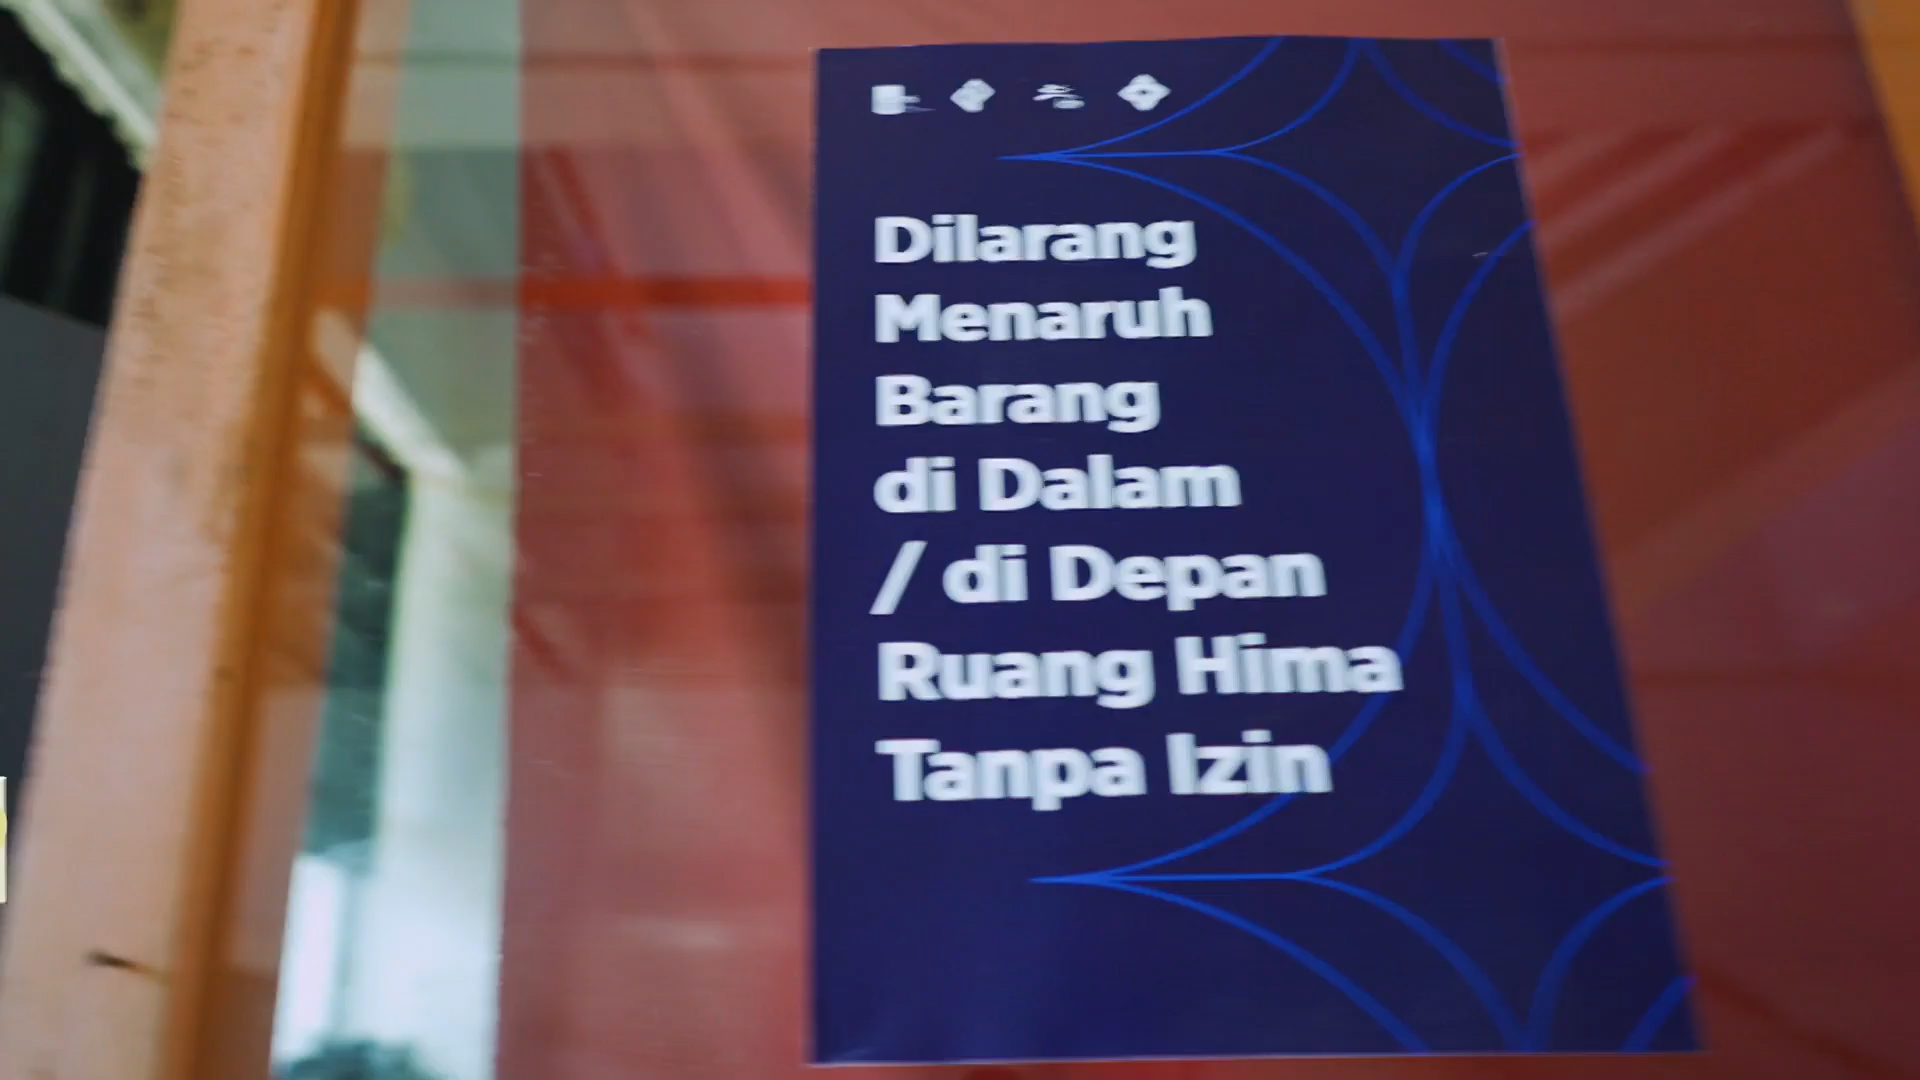 Dilarang
Menaruh
Barang
di Dalam
/ di Depan
Ruang Hima
Tanpa Izin